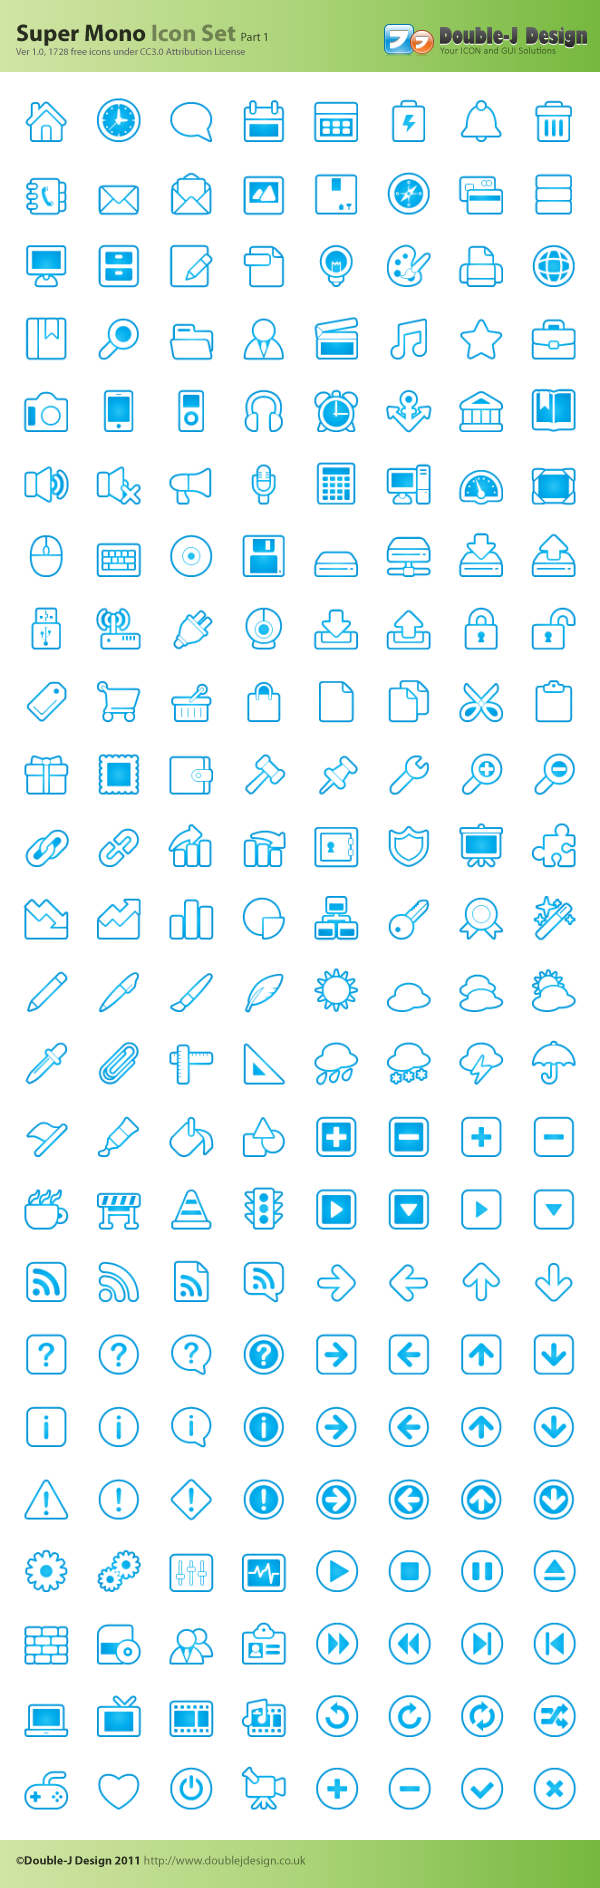 Super Mono Icon Set Part 1
Ver 1.0, 1728 free icons under CC3.0 Attribution License
Double-J Design
Your ICON and GUI Solutions
©Double-J Design 2011 http://www.doublejdesign.co.uk